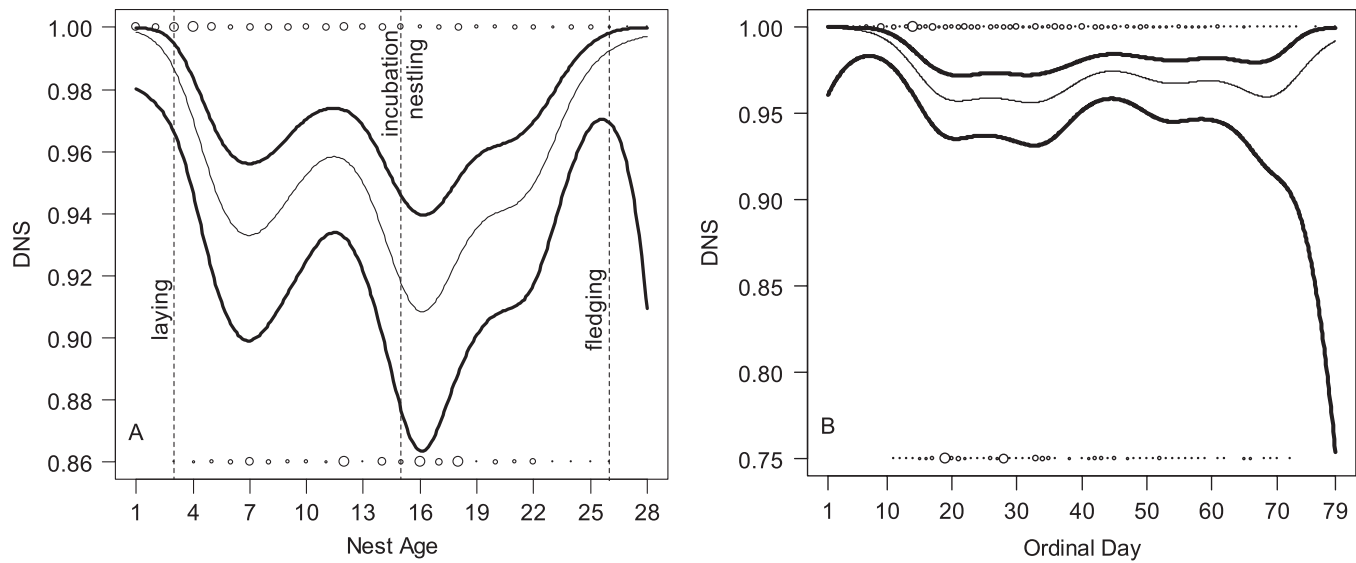 1.00
0.98
0.96
0.94
0.92
0.90
0.88
0.86
DNS
A
laying
incubation
nestling
fledging
1 4 7 10 13 16 19 22 25 28
Nest Age
1.00
0.95
0.90
0.85
0.80
0.75
DNS
B
1 10 20 30 40 50 60 70 79
Ordinal Day